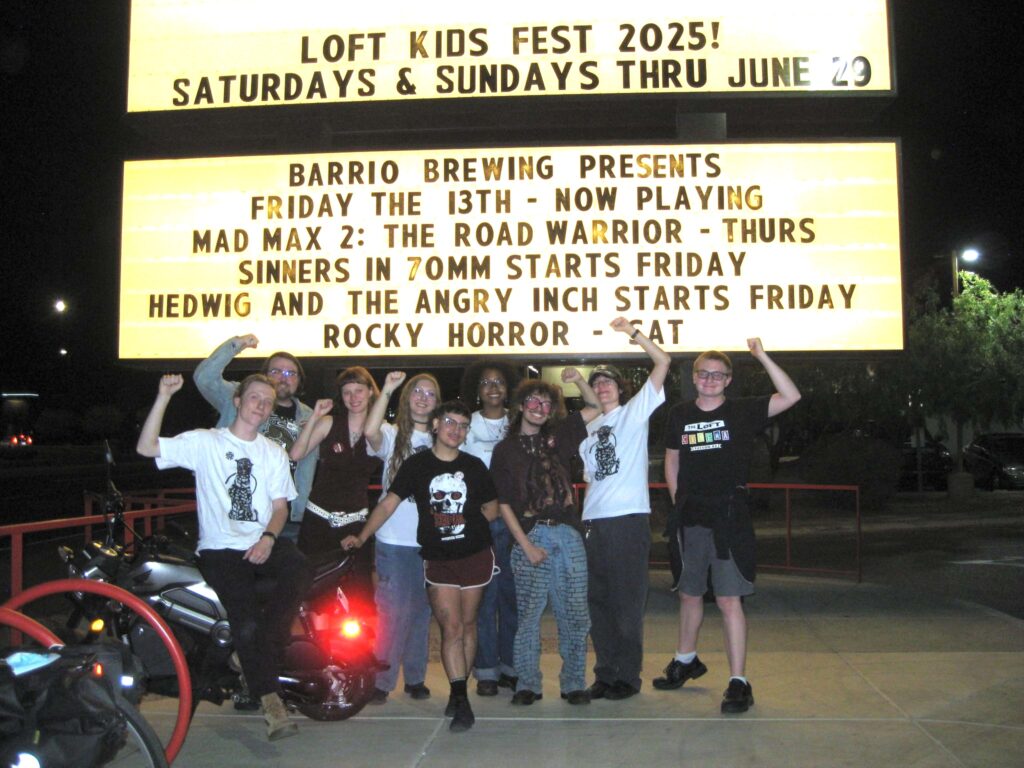 LOFT KIDS FEST 2025!
SATURDAYS & SUNDAYS THRU JUNE 29
BARRIO BREWING PRESENTS
FRIDAY THE 13TH - NOW PLAYING
MAD MAX 2: THE ROAD WARRIOR - THURS
SINNERS IN 70MM STARTS FRIDAY
HEDWIG AND THE ANGRY INCH STARTS FRIDAY
ROCKY HORROR - SAT
THE LOFT